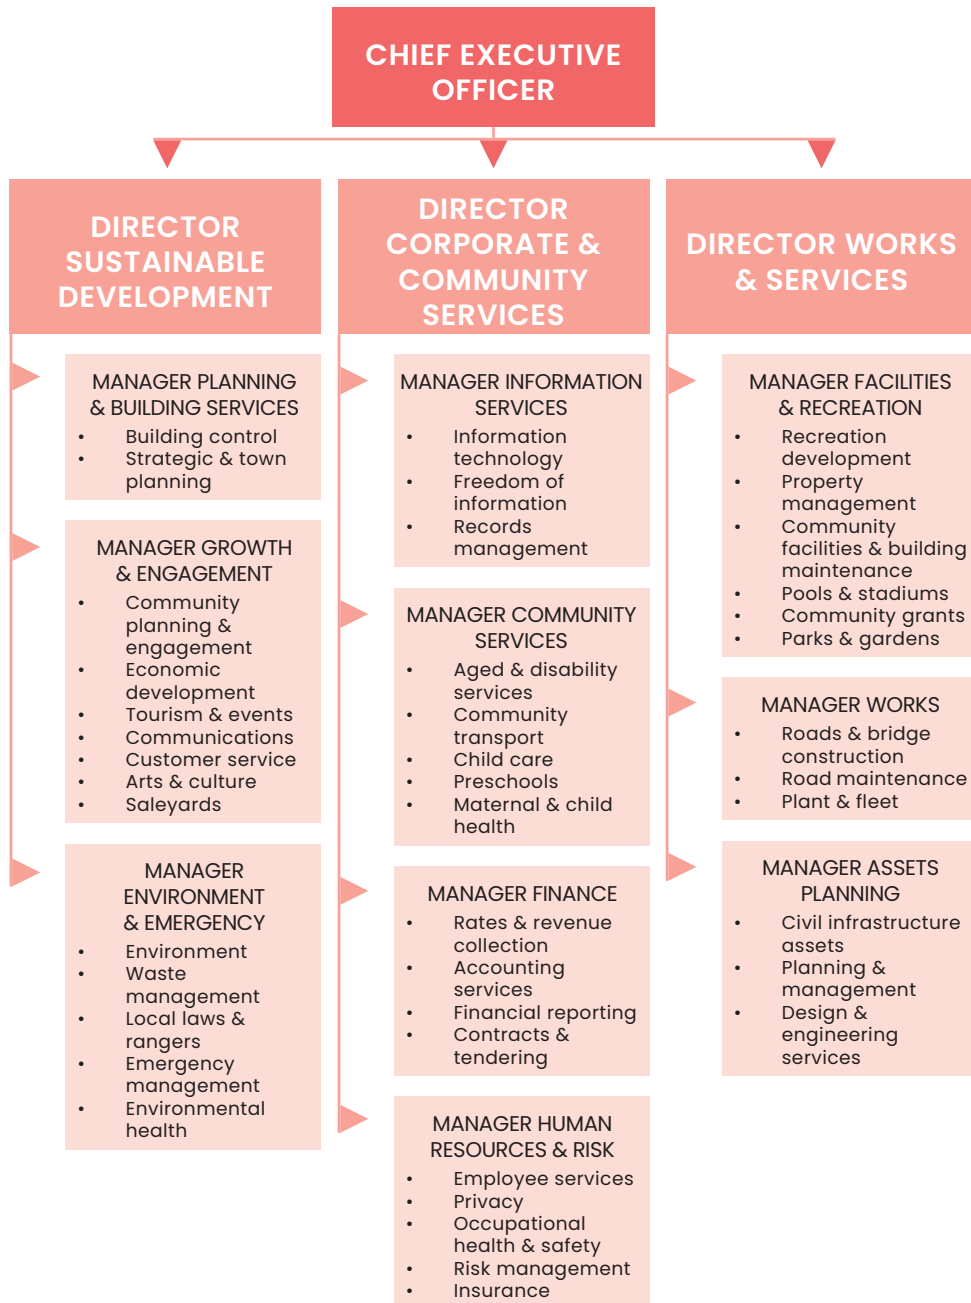 CHIEF EXECUTIVE
OFFICER
DIRECTOR
SUSTAINABLE
DEVELOPMENT
MANAGER PLANNING
& BUILDING SERVICES
• Building control
• Strategic & town
planning
MANAGER GROWTH
& ENGAGEMENT
• Community
planning &
engagement
• Economic
development
• Tourism & events
• Communications
• Customer service
• Arts & culture
• Saleyards
MANAGER
ENVIRONMENT
& EMERGENCY
• Environment
• Waste
management
• Local laws &
rangers
• Emergency
management
• Environmental
health
DIRECTOR
CORPORATE &
COMMUNITY
SERVICES
MANAGER INFORMATION
SERVICES
• Information
technology
• Freedom of
information
• Records
management
MANAGER COMMUNITY
SERVICES
• Aged & disability
services
• Community
transport
• Child care
• Preschools
• Maternal & child
health
MANAGER FINANCE
• Rates & revenue
collection
• Accounting
services
• Financial reporting
• Contracts &
tendering
MANAGER HUMAN
RESOURCES & RISK
• Employee services
• Privacy
• Occupational
health & safety
• Risk management
• Insurance
DIRECTOR WORKS
& SERVICES
MANAGER FACILITIES
& RECREATION
• Recreation
development
• Property
management
• Community
facilities & building
maintenance
• Pools & stadiums
• Community grants
• Parks & gardens
MANAGER WORKS
• Roads & bridge
construction
• Road maintenance
• Plant & fleet
MANAGER ASSETS
PLANNING
• Civil infrastructure
assets
• Planning &
management
• Design &
engineering
services